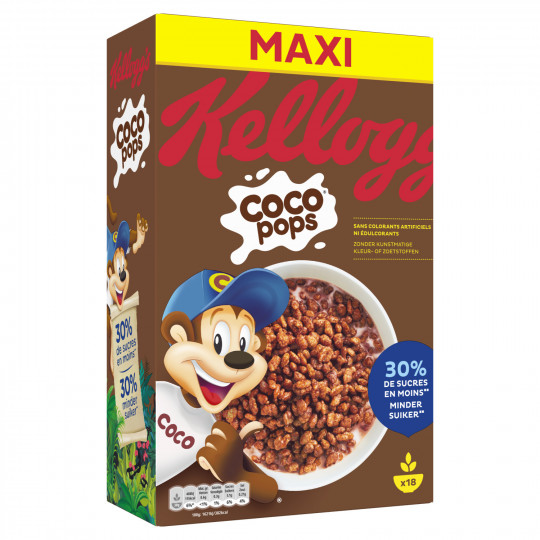 MAXI
Kellogg
COCO
pops
SANS COLORANTS ARTIFICIELS
NI ÉDULCORANTS
ZONDER KUNSTMATIGE
KLEUR- OF ZOETSTOFFEN
C
COCO
30%
DE SUCRES
EN MOINS**
MINDER
SUIKER**
x18
Kellogg's
COCO
pops
30%
de sucres
en moins
30%
minder
suiker